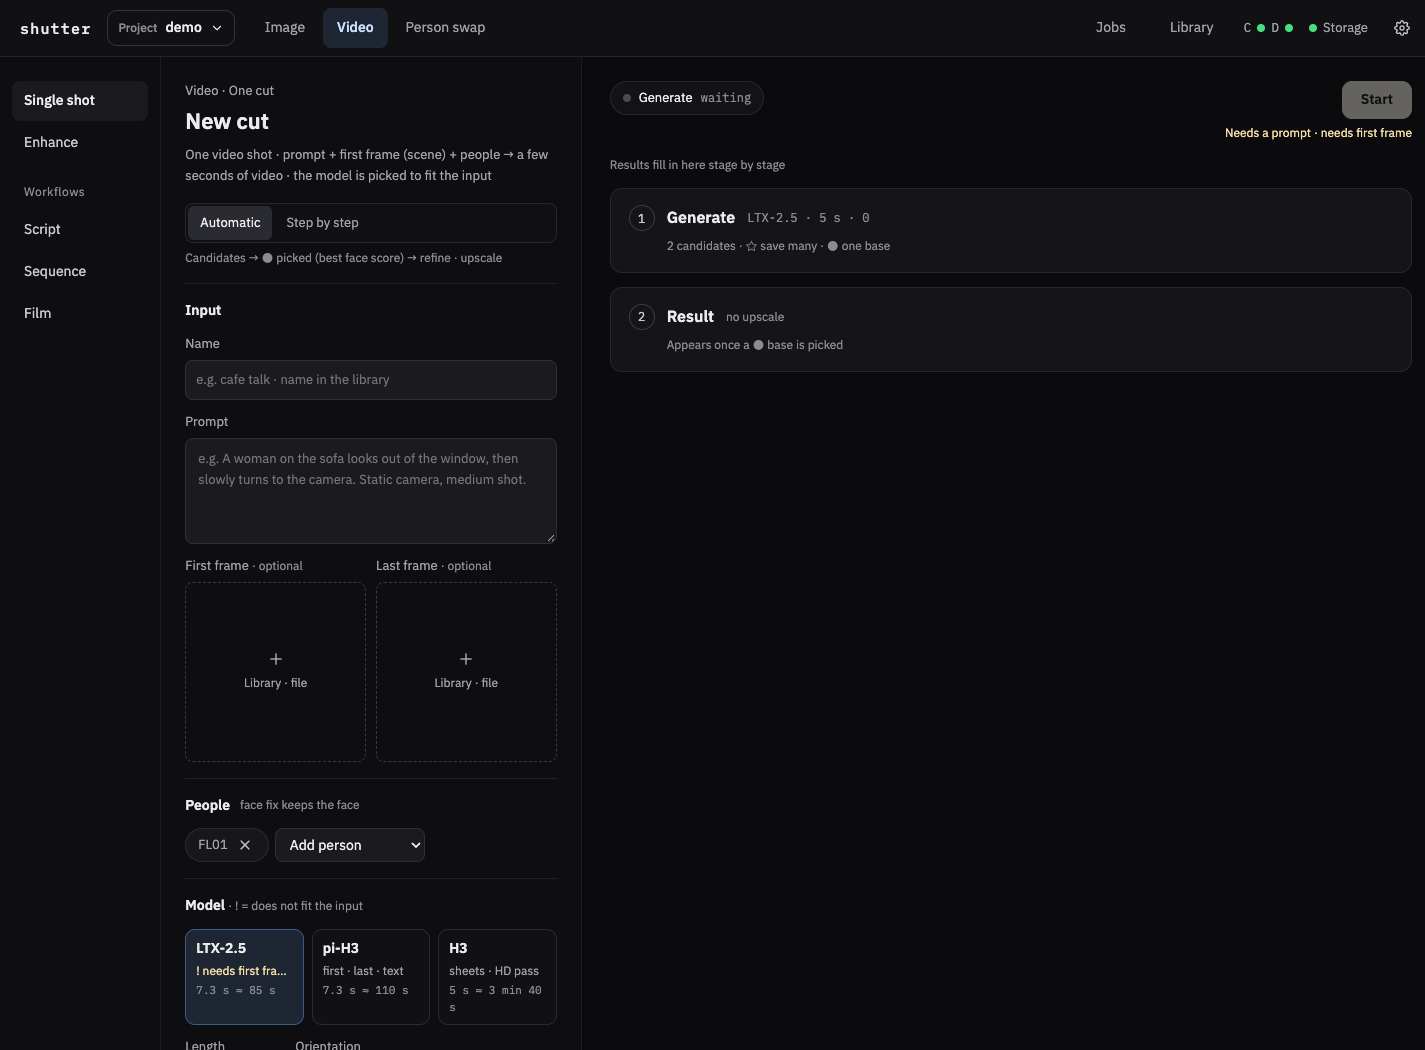 shutter
Project demo
Image
Video
Person swap
Jobs
Library
C D
Storage
Single shot
Enhance
Workflows
Script
Sequence
Film
Video · One cut
New cut
One video shot · prompt + first frame (scene) + people → a few
seconds of video · the model is picked to fit the input
Automatic
Step by step
Candidates → ● picked (best face score) → refine · upscale
Input
Name
e.g. cafe talk · name in the library
Prompt
e.g. A woman on the sofa looks out of the window, then
slowly turns to the camera. Static camera, medium shot.
First frame · optional
Last frame · optional
Library · file
Library · file
People face fix keeps the face
FL01
Add person
Model · ! = does not fit the input
LTX-2.5
! needs first fra...
7.3 s ≈ 85 s
pi-H3
first · last · text
7.3 s ≈ 110 s
H3
sheets · HD pass
5 s ≈ 3 min 40
s
Length
Orientation
Generate waiting
Start
Needs a prompt · needs first frame
Results fill in here stage by stage
1 Generate LTX-2.5 · 5 s · 0
2 candidates · ☆ save many · ● one base
2 Result no upscale
Appears once a ● base is picked